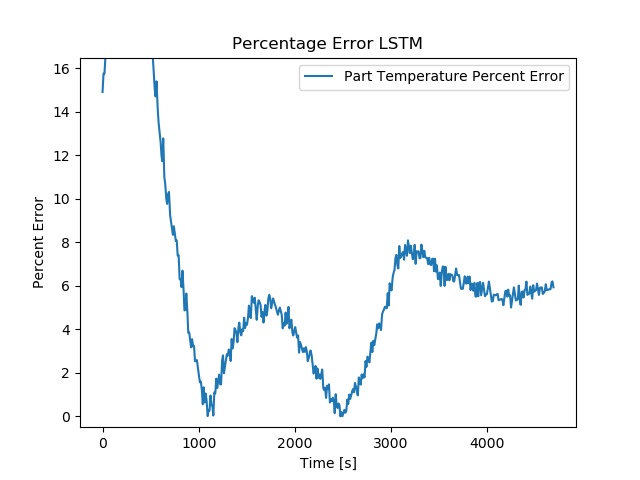 Percentage Error LSTM
Part Temperature Percent Error
16
14
12
10
8
6
4
2
0
Percent Error
0 1000 2000 3000 4000
Time [s]